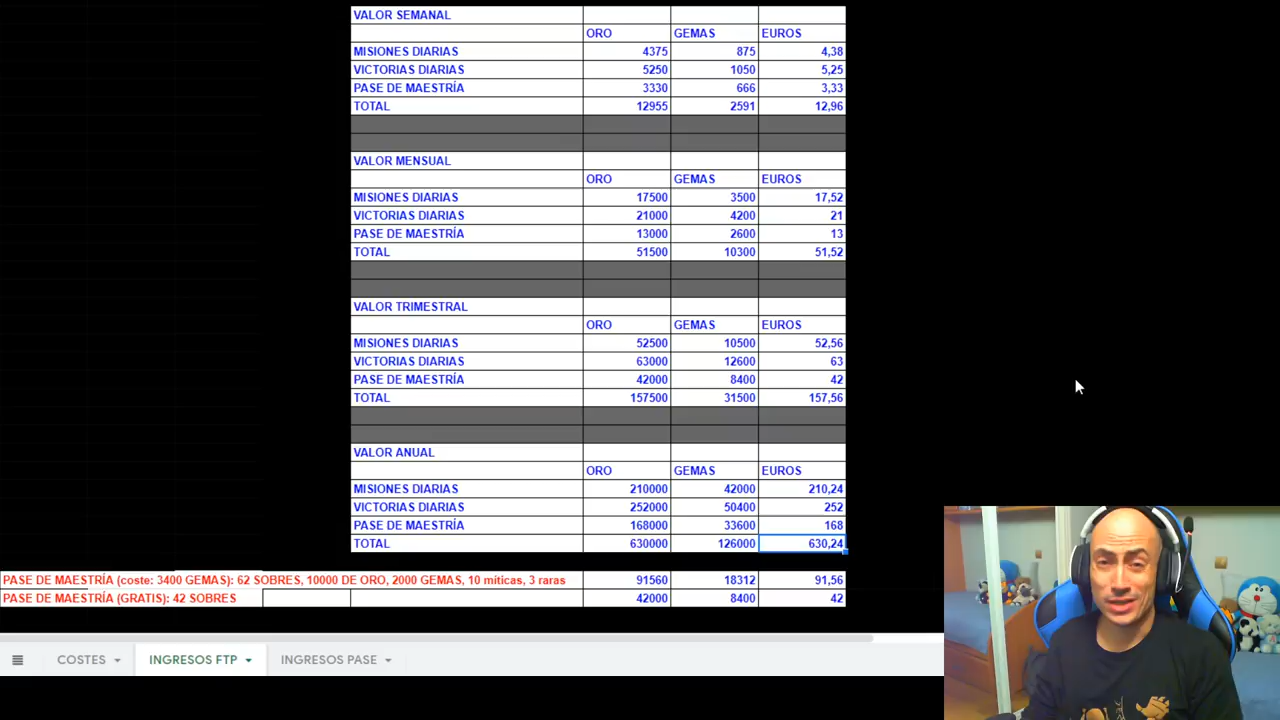 VALOR SEMANAL
ORO GEMAS EUROS
MISIONES DIARIAS 4375 875 4,38
VICTORIAS DIARIAS 5250 1050 5,25
PASE DE MAESTRÍA 3330 666 3,33
TOTAL 12955 2591 12,96
VALOR MENSUAL
ORO GEMAS EUROS
MISIONES DIARIAS 17500 3500 17,52
VICTORIAS DIARIAS 21000 4200 21
PASE DE MAESTRÍA 13000 2600 13
TOTAL 51500 10300 51,52
VALOR TRIMESTRAL
ORO GEMAS EUROS
MISIONES DIARIAS 52500 10500 52,56
VICTORIAS DIARIAS 63000 12600 63
PASE DE MAESTRÍA 42000 8400 42
TOTAL 157500 31500 157,56
VALOR ANUAL
ORO GEMAS EUROS
MISIONES DIARIAS 210000 42000 210,24
VICTORIAS DIARIAS 252000 50400 252
PASE DE MAESTRÍA 168000 33600 168
TOTAL 630000 126000 630,24
PASE DE MAESTRÍA (coste: 3400 GEMAS): 62 SOBRES, 10000 DE ORO, 2000 GEMAS, 10 míticas, 3 raras 91560 18312 91,56
PASE DE MAESTRÍA (GRATIS): 42 SOBRES 42000 8400 42
COSTES INGRESOS FTP INGRESOS PASE